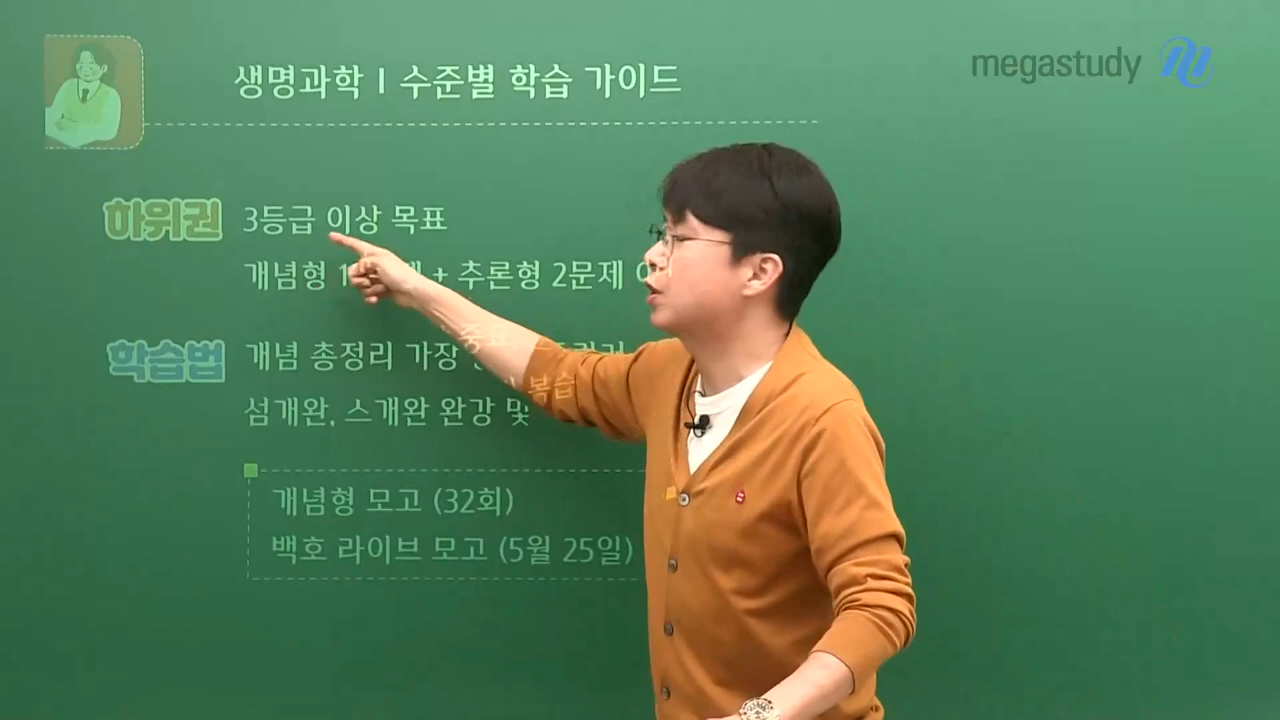 megastudy
생명과학 I 수준별 학습 가이드
하위권 3등급 이상 목표
개념형 + 추론형 2문제
학습법 개념 총정리 가장
섬개완, 스개완 완강 및 복습
개념형 모고 (32회)
백호 라이브 모고 (5월 25일)